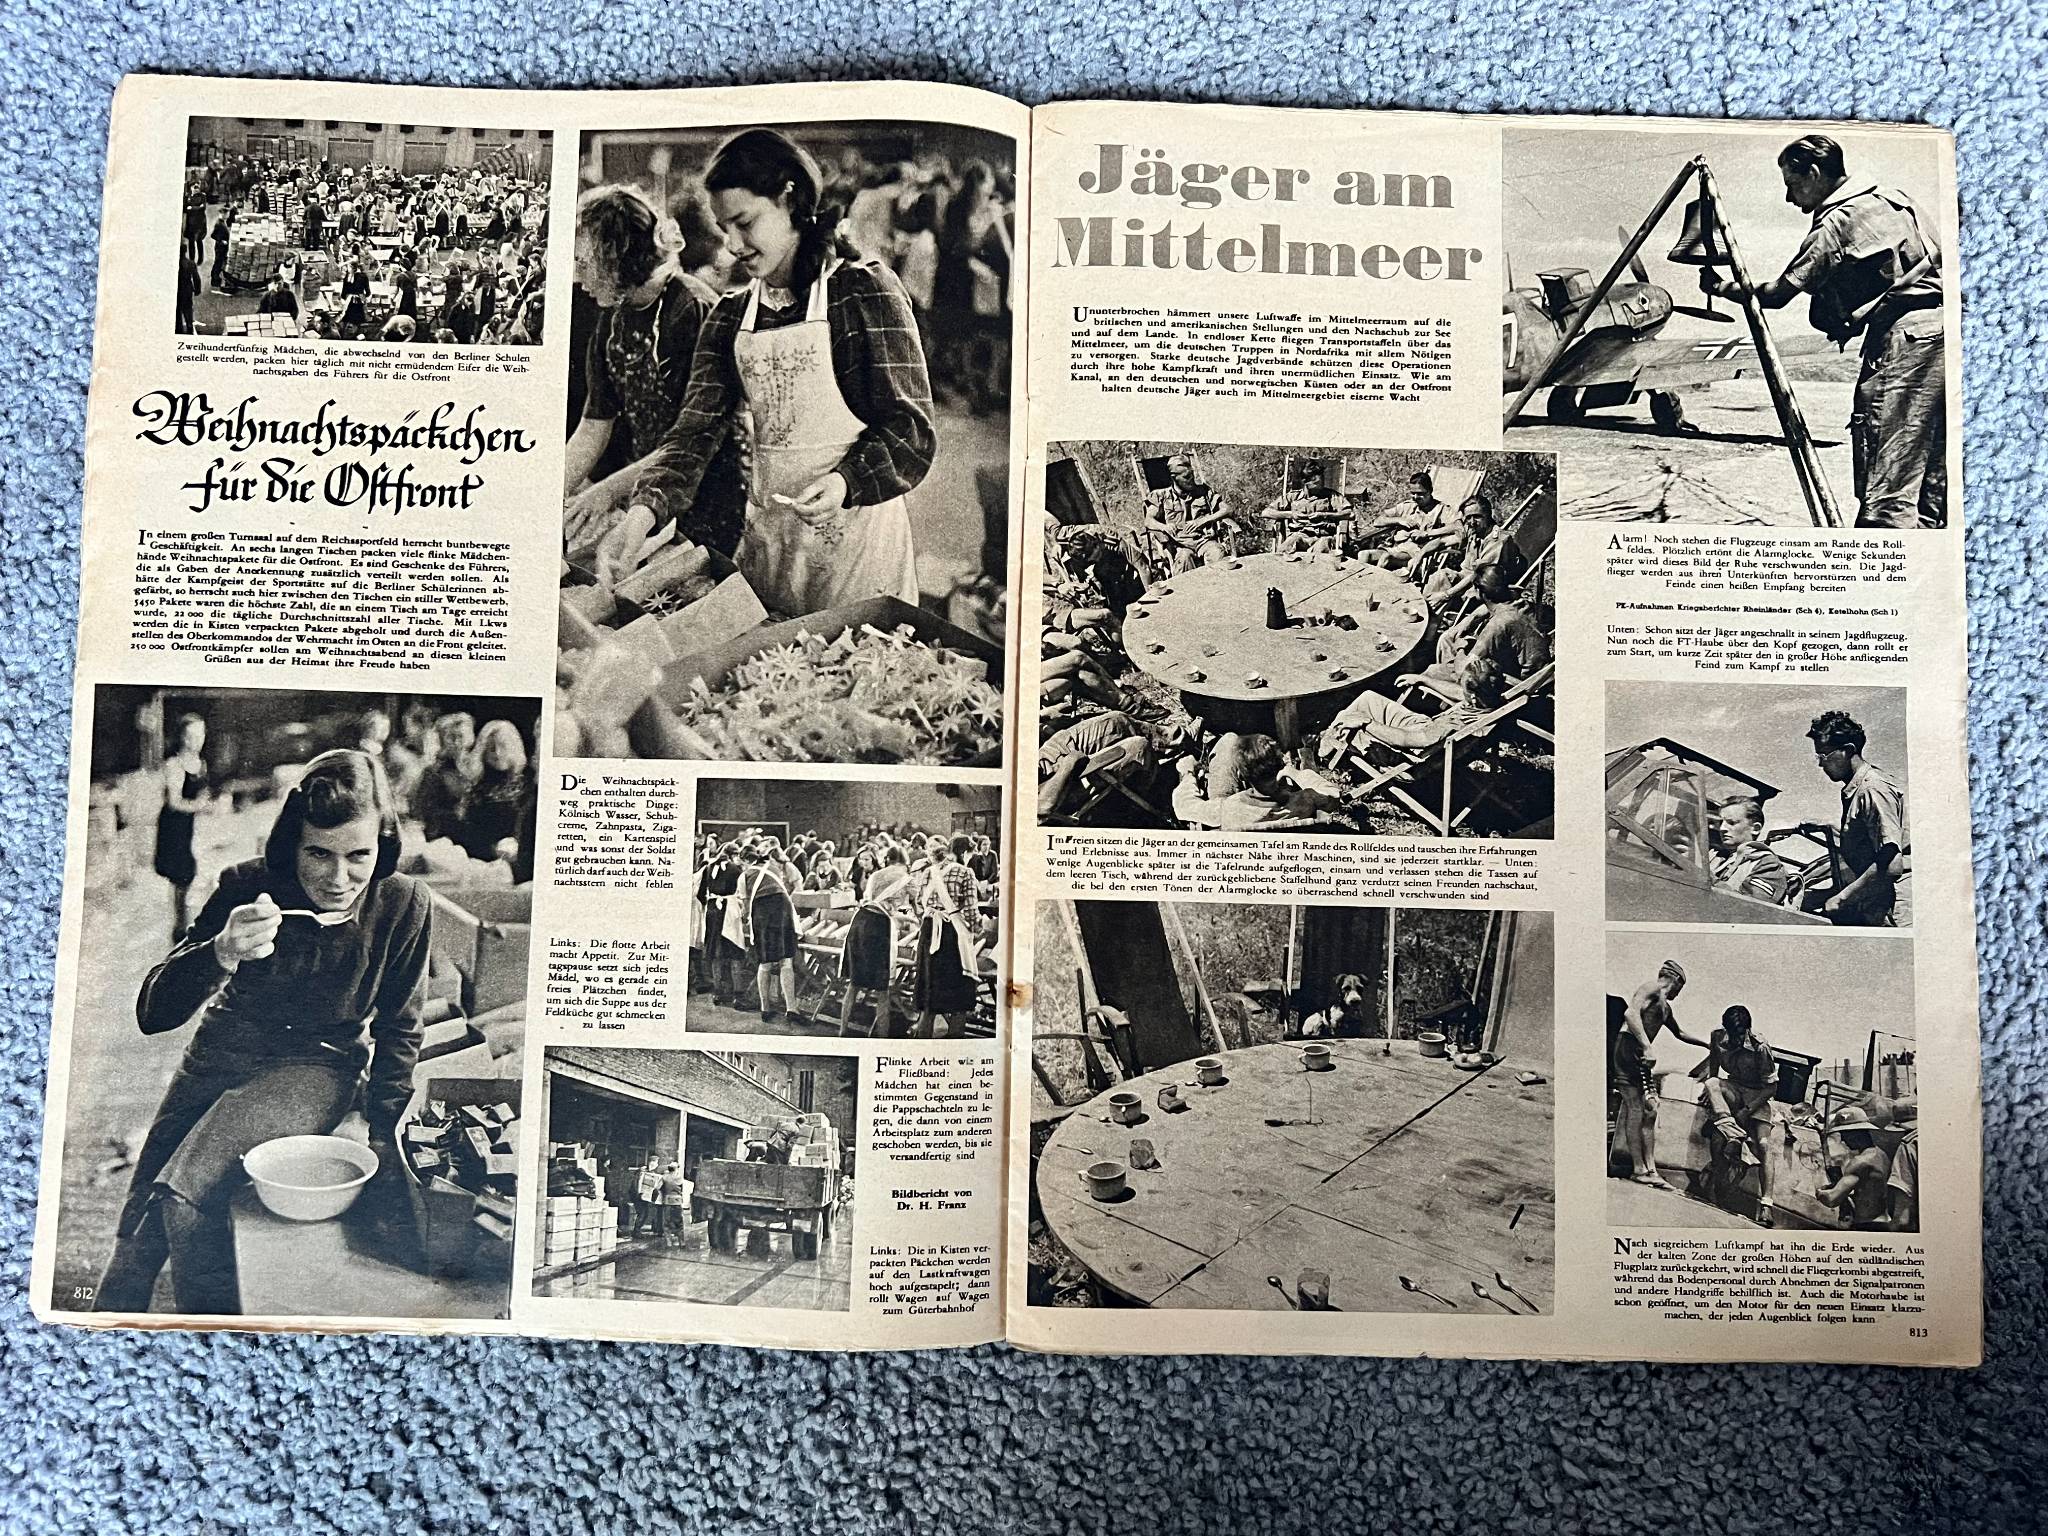 Zweihundertfünfzig Mädchen, die abwechselnd von den Berliner Schulen
gestellt werden, packen hier täglich mit nicht ermüdendem Eifer die Weih-
nachtsgaben des Führers für die Ostfront
Weihnachtspäckchen
für die Ostfront
In einem großen Turnsaal auf dem Reichssportfeld herrscht buntbewegte
Geschäftigkeit. An sechs langen Tischen packen viele flinke Mädchen-
hände Weihnachtspakete für die Ostfront. Es sind Geschenke des Führers,
die als Gaben der Anerkennung zusätzlich verteilt werden sollen. Als
hätte der Kampfgeist der Sportstätte auf die Berliner Schülerinnen ab-
gefärbt, so herrscht auch hier zwischen den Tischen ein stiller Wettbewerb.
5450 Pakete waren die höchste Zahl, die an einem Tisch am Tage erreicht
wurde, 22 000 die tägliche Durchschnittszahl aller Tische. Mit Lkws
werden die in Kisten verpackten Pakete abgeholt und durch die Außen-
stellen des Oberkommandos der Wehrmacht im Osten an die Front geleitet.
250 000 Ostfrontkämpfer sollen am Weihnachtsabend an diesen kleinen
Grüßen aus der Heimat ihre Freude haben
Die Weihnachtspäck-
chen enthalten durch-
weg praktische Dinge:
Kölnisch Wasser, Schuh-
creme, Zahnpasta, Ziga-
retten, ein Kartenspiel
und was sonst der Soldat
gut gebrauchen kann. Na-
türlich darf auch der Weih-
nachtsstern nicht fehlen
Links: Die flotte Arbeit
macht Appetit. Zur Mit-
tagspause setzt sich jedes
Mädel, wo es gerade ein
freies Plätzchen findet,
um sich die Suppe aus der
Feldküche gut schmecken
zu lassen
Flinke Arbeit wie am
Fließband: Jedes
Mädchen hat einen be-
stimmten Gegenstand in
die Pappschachteln zu le-
gen, die dann von einem
Arbeitsplatz zum anderen
geschoben werden, bis sie
versandfertig sind
Bildbericht von
Dr. H. Franz
Links: Die in Kisten ver-
packten Päckchen werden
auf den Lastkraftwagen
hoch aufgestapelt; dann
rollt Wagen auf Wagen
zum Güterbahnhof
812
Jäger am
Mittelmeer
Ununterbrochen hämmert unsere Luftwaffe im Mittelmeerraum auf die
britischen und amerikanischen Stellungen und den Nachschub zur See
und auf dem Lande. In endloser Kette fliegen Transportstaffeln über das
Mittelmeer, um die deutschen Truppen in Nordafrika mit allem Nötigen
zu versorgen. Starke deutsche Jagdverbände schützen diese Operationen
durch ihre hohe Kampfkraft und ihren unermüdlichen Einsatz. Wie am
Kanal, an den deutschen und norwegischen Küsten oder an der Ostfront
halten deutsche Jäger auch im Mittelmeergebiet eiserne Wacht
7
Alarm! Noch stehen die Flugzeuge einsam am Rande des Roll-
feldes. Plötzlich ertönt die Alarmglocke. Wenige Sekunden
später wird dieses Bild der Ruhe verschwunden sein. Die Jagd-
flieger werden aus ihren Unterkünften hervorstürzen und dem
Feinde einen heißen Empfang bereiten
PK-Aufnahmen Kriegsberichter Rheinländer (Sch 4), Ketelhohn (Sch 1)
Unten: Schon sitzt der Jäger angeschnallt in seinem Jagdflugzeug.
Nun noch die FT-Haube über den Kopf gezogen, dann rollt er
zum Start, um kurze Zeit später den in großer Höhe anfliegenden
Feind zum Kampf zu stellen
Im Freien sitzen die Jäger an der gemeinsamen Tafel am Rande des Rollfeldes und tauschen ihre Erfahrungen
und Erlebnisse aus. Immer in nächster Nähe ihrer Maschinen, sind sie jederzeit startklar. — Unten:
Wenige Augenblicke später ist die Tafelrunde aufgeflogen, einsam und verlassen stehen die Tassen auf
dem leeren Tisch, während der zurückgebliebene Staffelhund ganz verdutzt seinen Freunden nachschaut,
die bei den ersten Tönen der Alarmglocke so überraschend schnell verschwunden sind
Nach siegreichem Luftkampf hat ihn die Erde wieder. Aus
der kalten Zone der großen Höhen auf den südländischen
Flugplatz zurückgekehrt, wird schnell die Fliegerkombi abgestreift,
während das Bodenpersonal durch Abnehmen der Signalpatronen
und andere Handgriffe behilflich ist. Auch die Motorhaube ist
schon geöffnet, um den Motor für den neuen Einsatz klarzu-
machen, der jeden Augenblick folgen kann
813